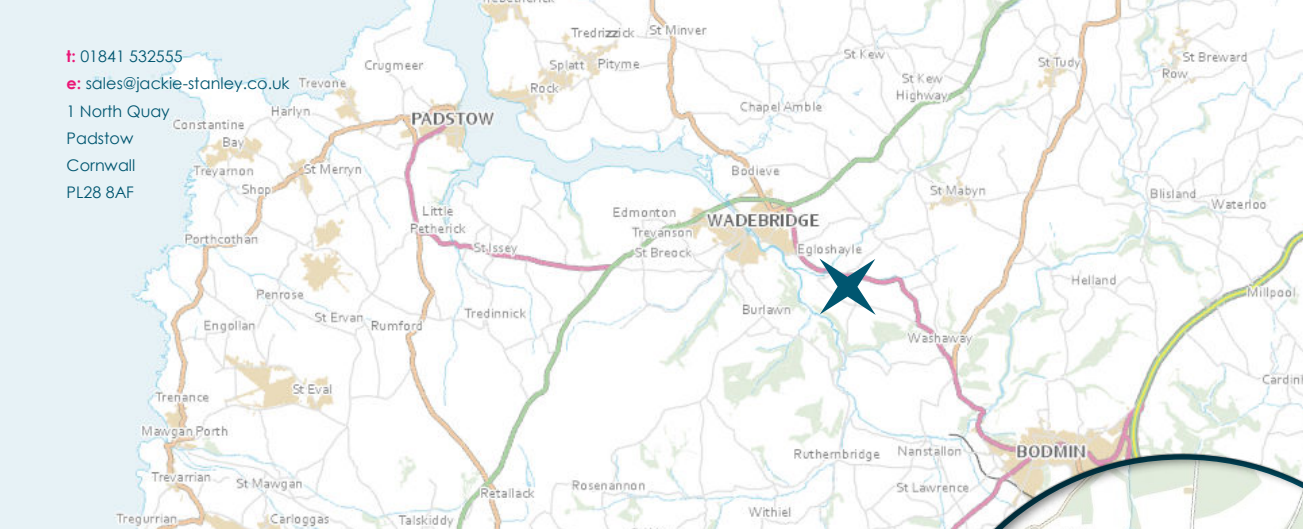 t: 01841 532555
e: sales@jackie-stanley.co.uk
1 North Quay
Padstow
Cornwall
PL28 8AF
Tredrizzick
St Minver
Splatt
Pityme
Rock
Crugmeer
Trevone
Harlyn
Constantine
Bay
PADSTOW
Treyarnon
St Merryn
Shop
Little
Petherick
Porthcothan
St Issey
Edmonton
Trevanson
St Breock
WADEBRIDGE
Bodieve
Egloshayle
Chapel Amble
St Kew
St Kew
Highway
St Tudy
St Breward
Row
St Mabyn
Blisland
Waterloo
Helland
Millpool
Penrose
St Ervan
Rumford
Engollan
Tredinnick
Burlawn
Washaway
St Eval
Trenance
Mawgan Porth
Trevarrian
St Mawgan
Tregurrian
Carloggas
Talskiddy
Retallack
Rosenannon
Ruthernbridge
Nanstallon
BODMIN
St Lawrence
Withiel